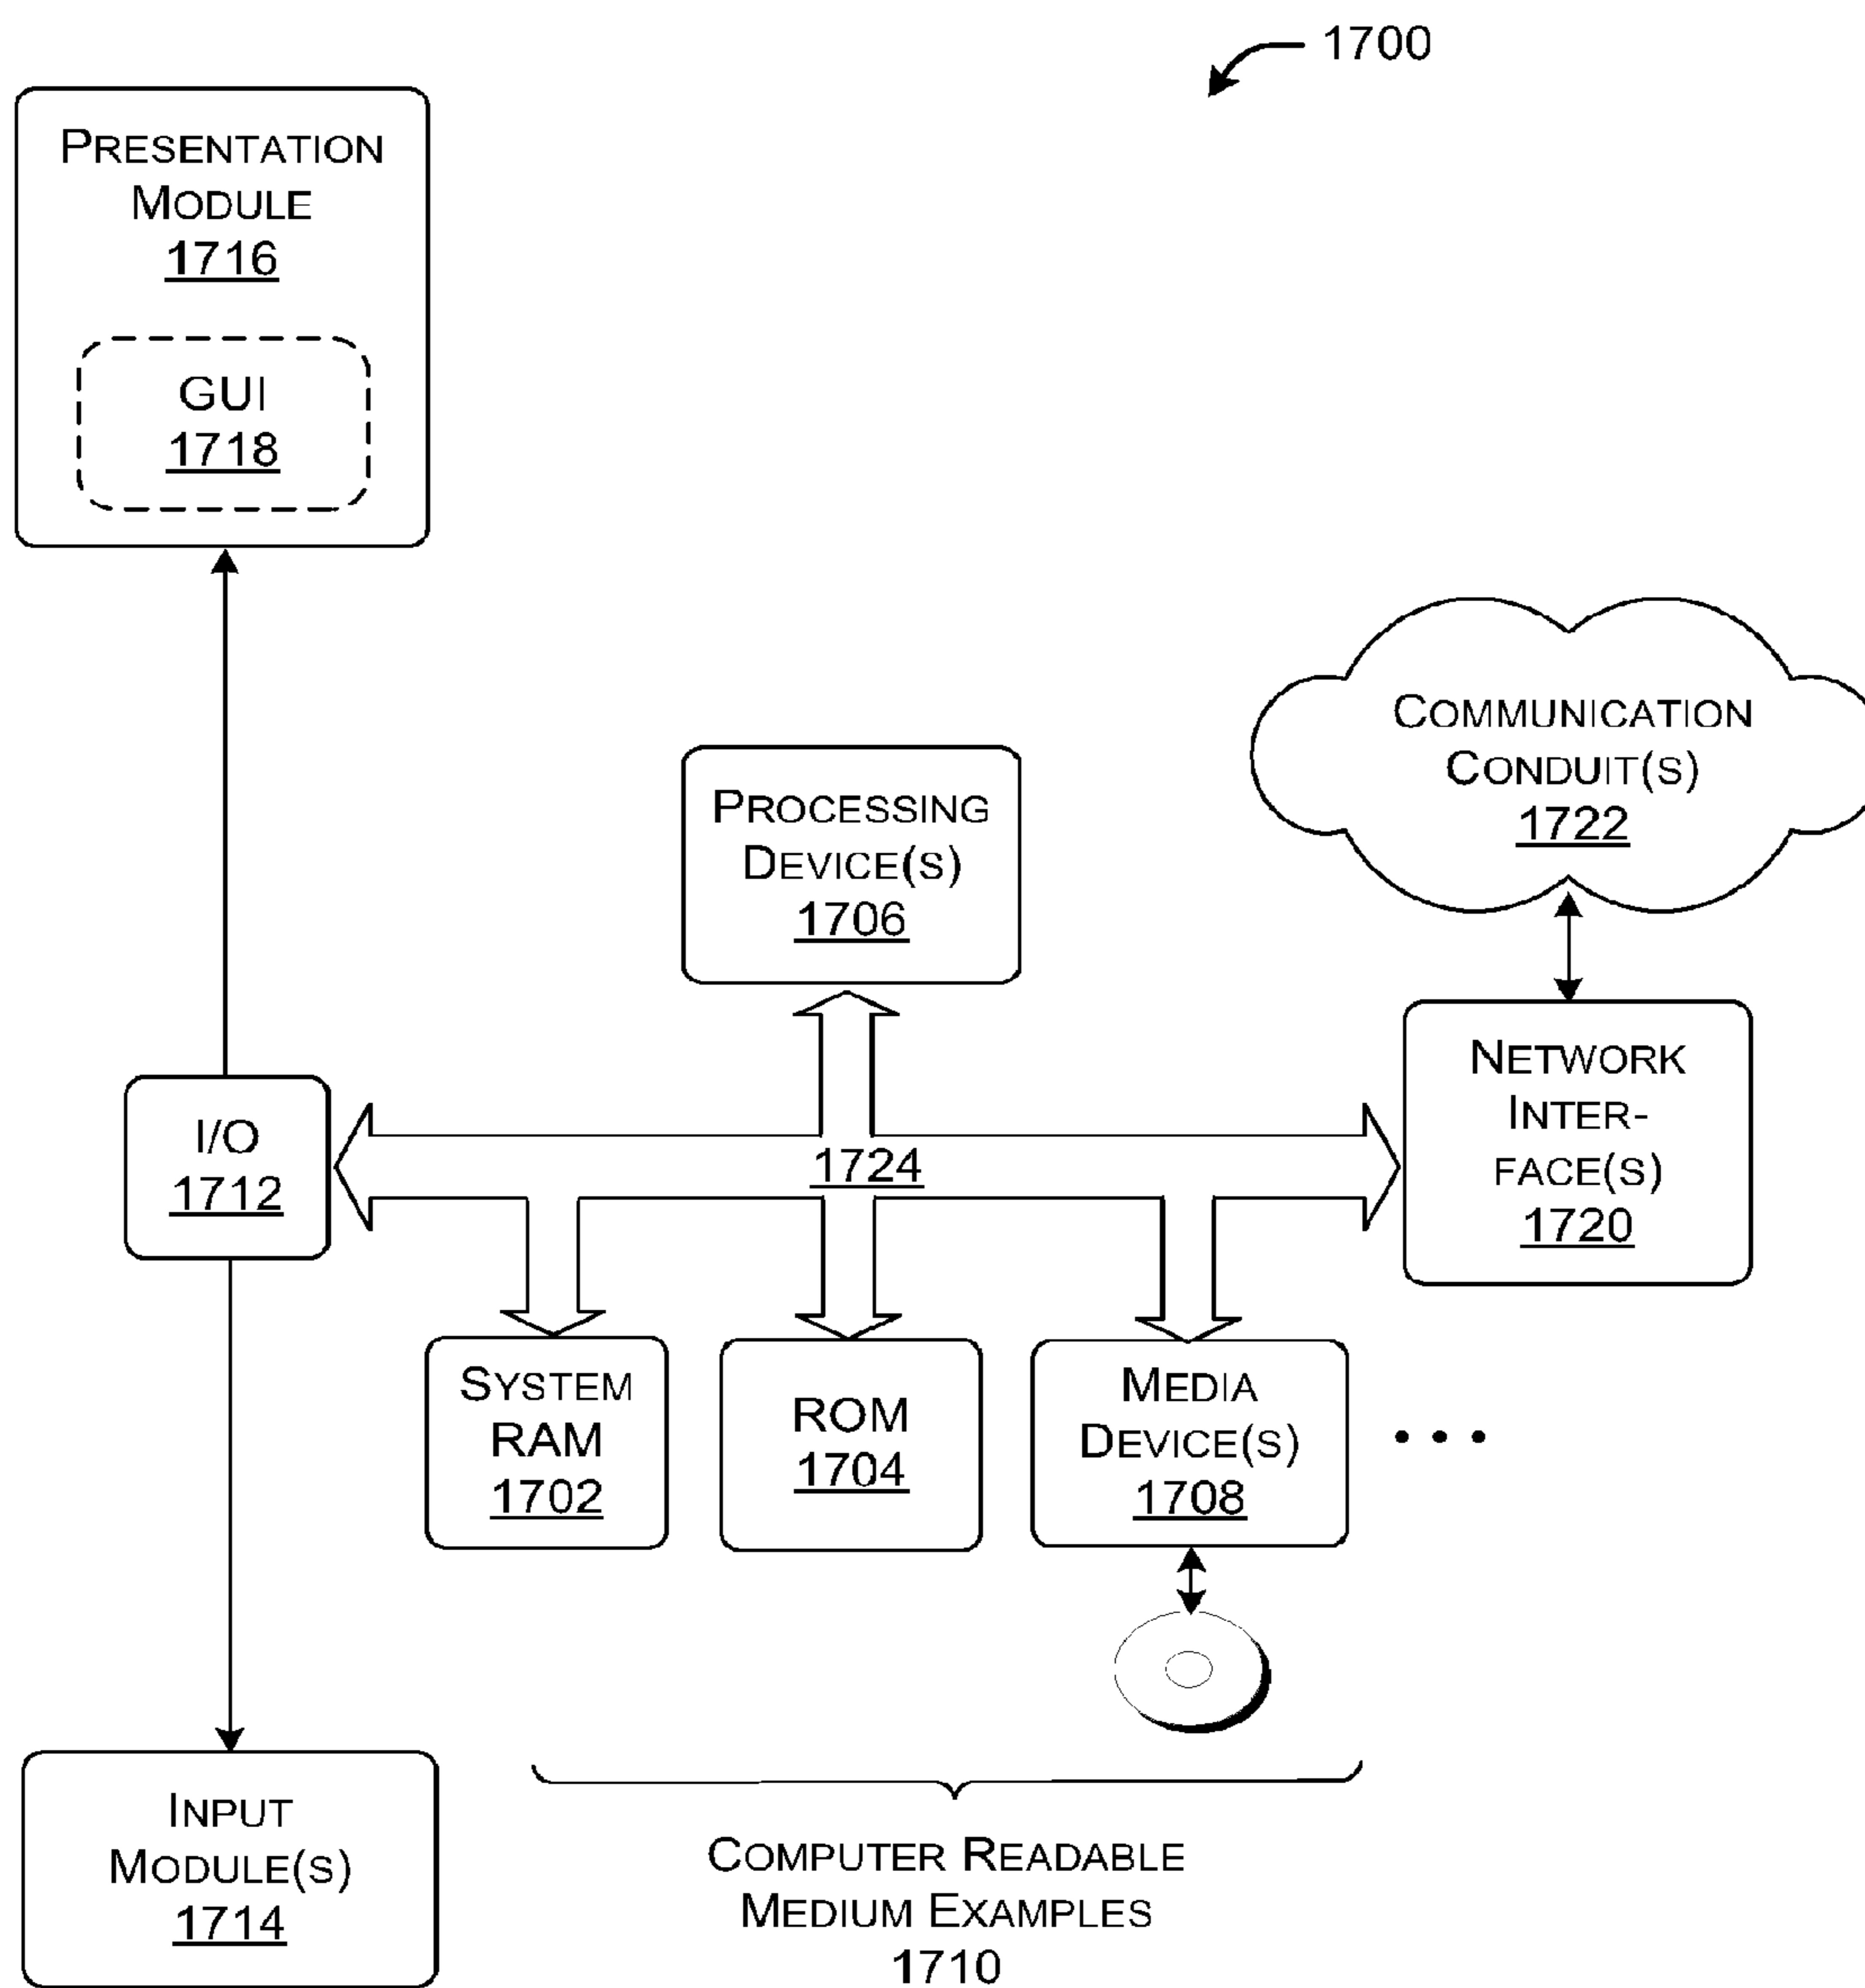 1700
PRESENTATION
MODULE
1716
GUI
1718
COMMUNICATION
CONDUIT(S)
1722
PROCESSING
DEVICE(S)
1706
NETWORK
INTER-
FACE(S)
1720
I/O
1712
1724
SYSTEM
RAM
1702
ROM
1704
MEDIA
DEVICE(S)
1708
• • •
INPUT
MODULE(S)
1714
COMPUTER READABLE
MEDIUM EXAMPLES
1710